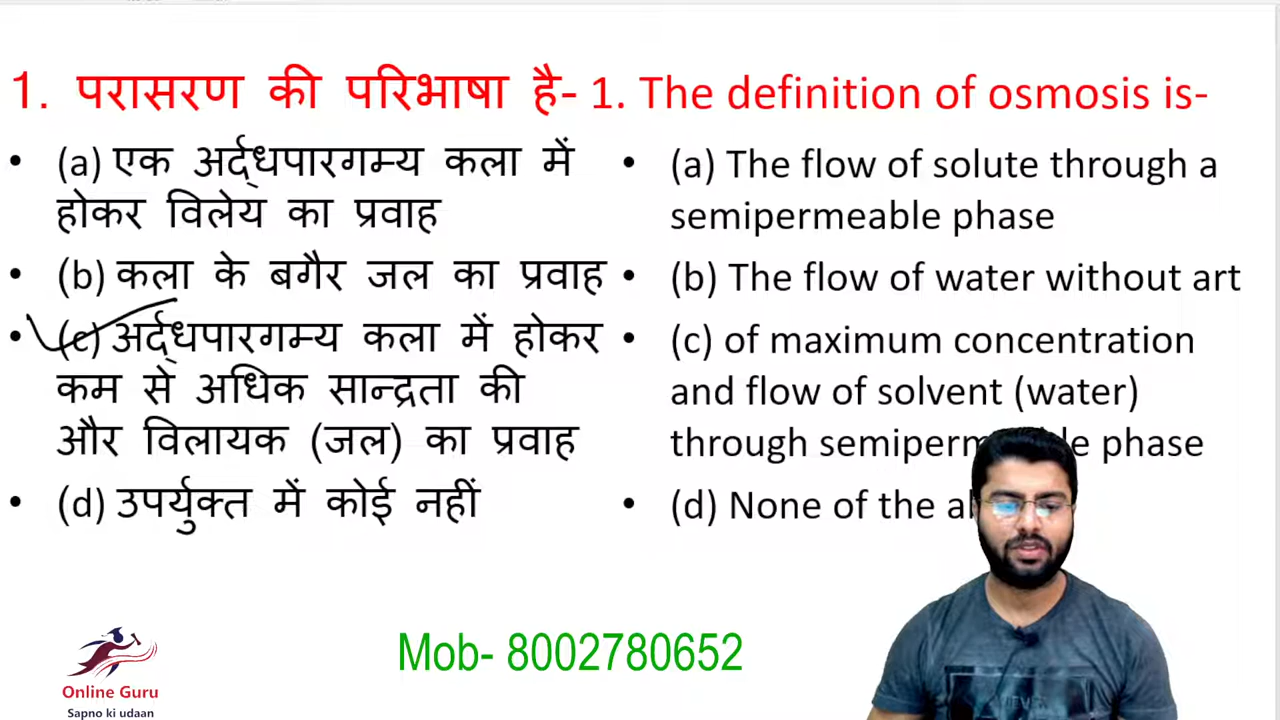 1. परासरण की परिभाषा है-
• (a) एक अर्द्धपारगम्य कला में
होकर विलेय का प्रवाह
• (b) कला के बगैर जल का प्रवाह
• (c) अर्द्धपारगम्य कला में होकर
कम से अधिक सान्द्रता की
और विलायक (जल) का प्रवाह
• (d) उपर्युक्त में कोई नहीं
1. The definition of osmosis is-
• (a) The flow of solute through a
semipermeable phase
• (b) The flow of water without art
• (c) of maximum concentration
and flow of solvent (water)
through phase
• (d) None of the
Mob- 8002780652
Online Guru
Sapno ki udaan